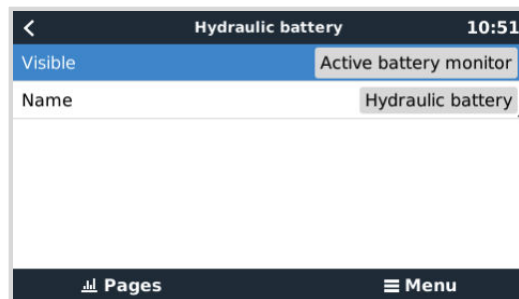 Hydraulic battery 10:51
Visible Active battery monitor
Name Hydraulic battery
Pages Menu